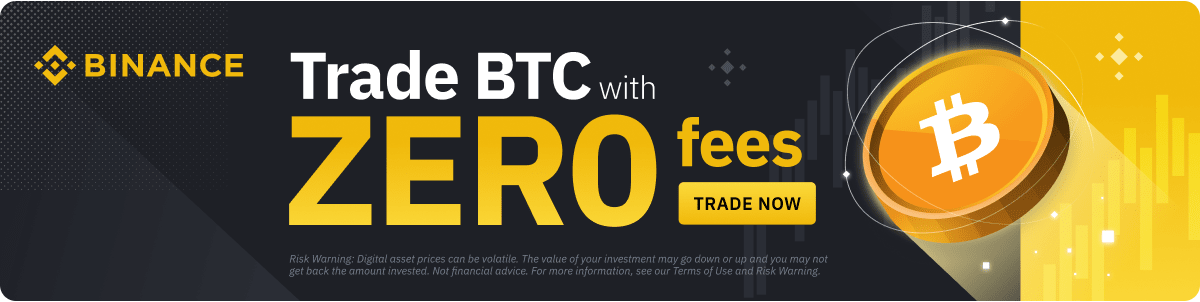 BINANCE
Trade BTC with
ZERO fees
TRADE NOW
Risk Warning: Digital asset prices can be volatile. The value of your investment may go down or up and you may not
get back the amount invested. Not financial advice. For more information, see our Terms of Use and Risk Warning.